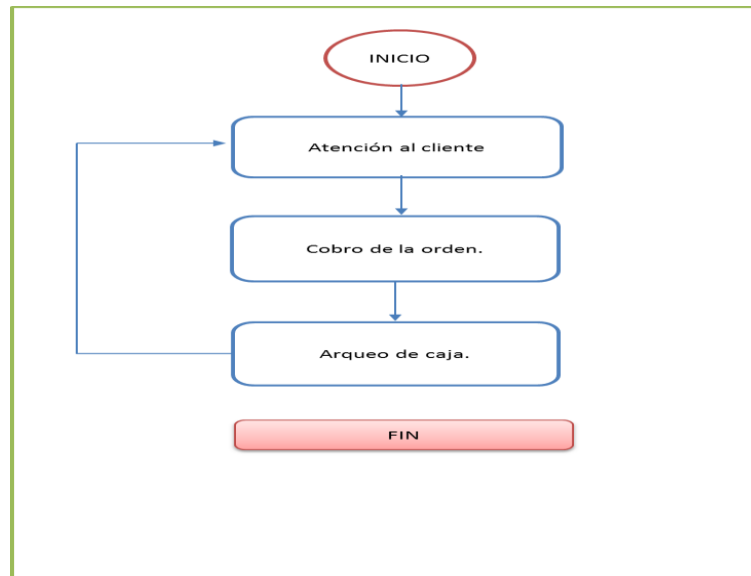 INICIO
Atención al cliente
Cobro de la orden.
Arqueo de caja.
FIN